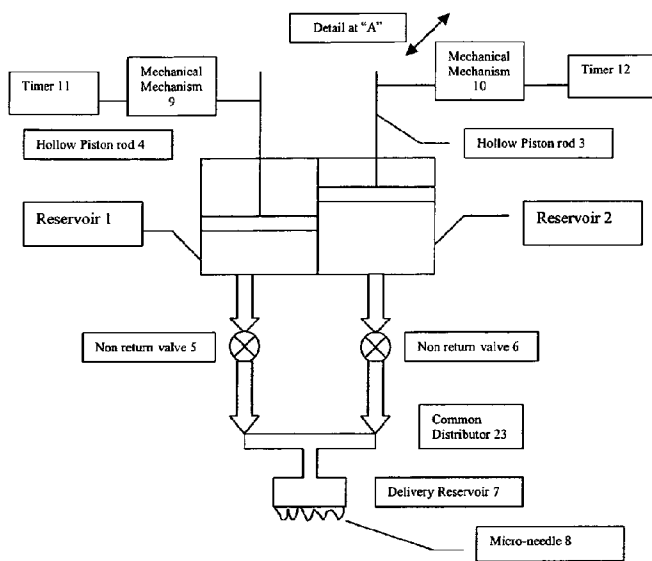 Detail at "A"
Timer 11
Mechanical
Mechanism
9
Mechanical
Mechanism
10
Timer 12
Hollow Piston rod 4
Hollow Piston rod 3
Reservoir 1
Reservoir 2
Non return valve 5
Non return valve 6
Common
Distributor 23
Delivery Reservoir 7
Micro-needle 8